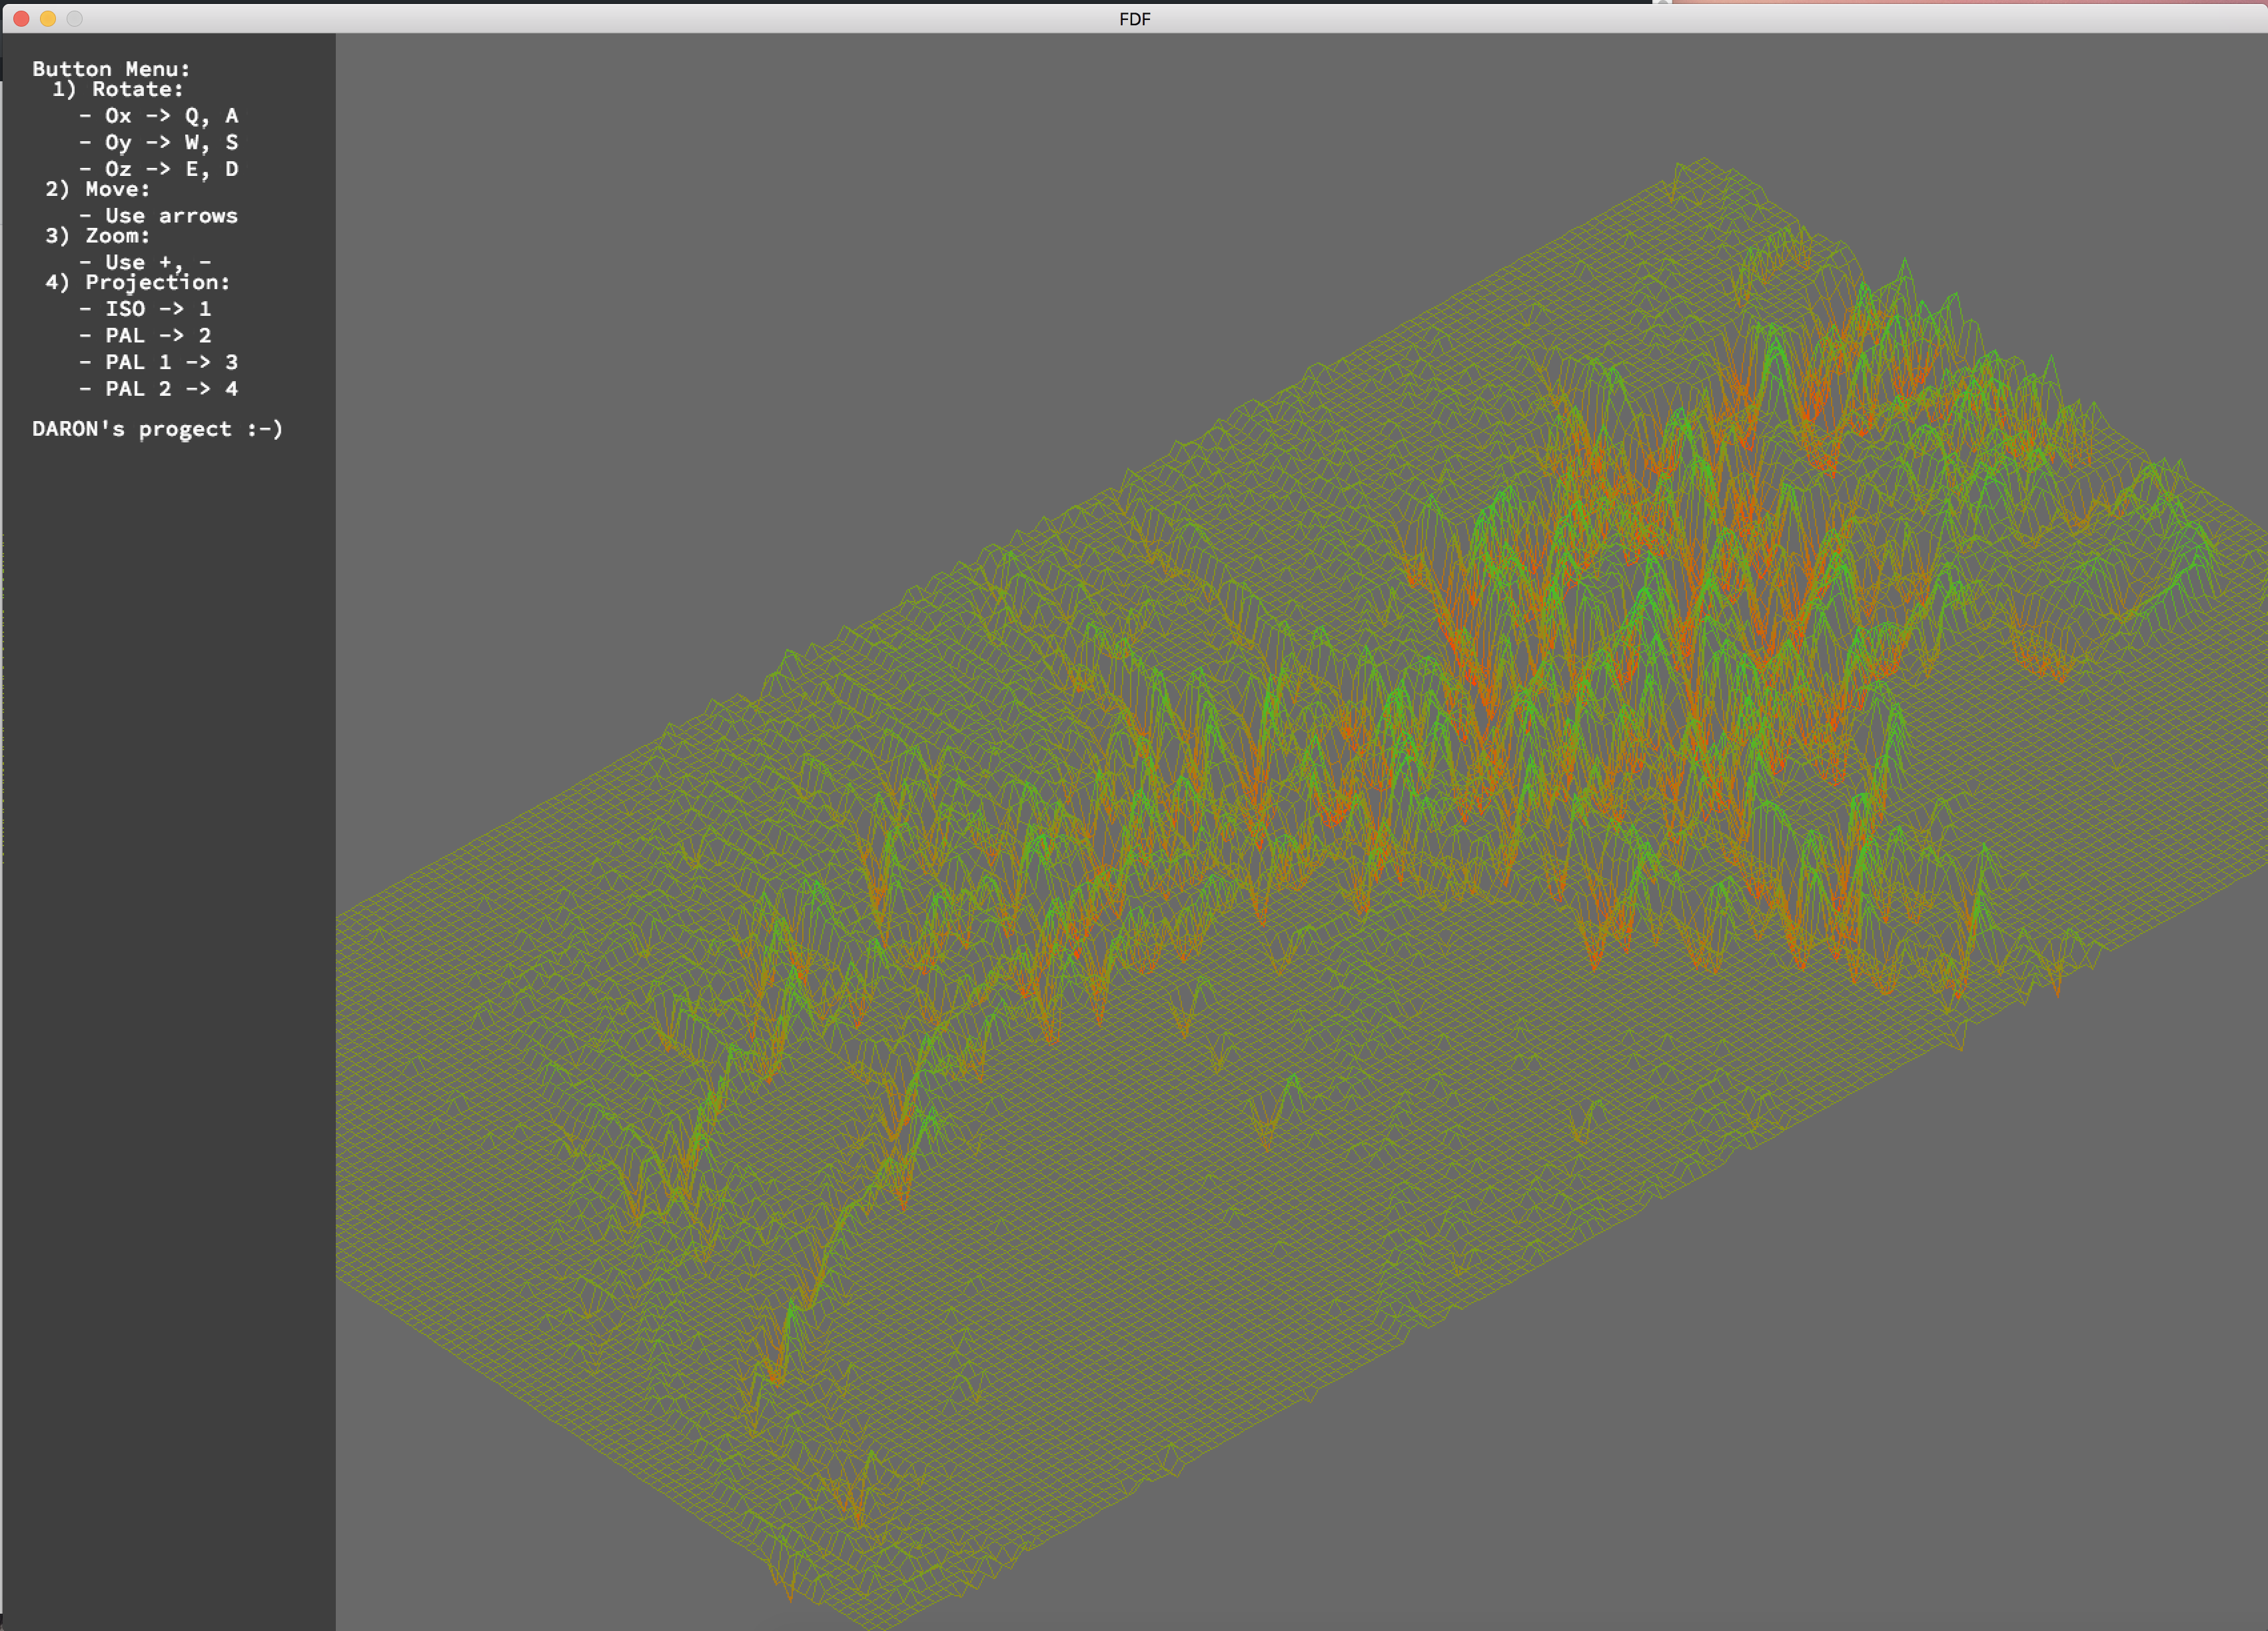 FDF
Button Menu:
1) Rotate:
- Ox -> Q, A
- Oy -> W, S
- Oz -> E, D
2) Move:
- Use arrows
3) Zoom:
- Use +, -
4) Projection:
- ISO -> 1
- PAL -> 2
- PAL 1 -> 3
- PAL 2 -> 4
DARON's progect :-)